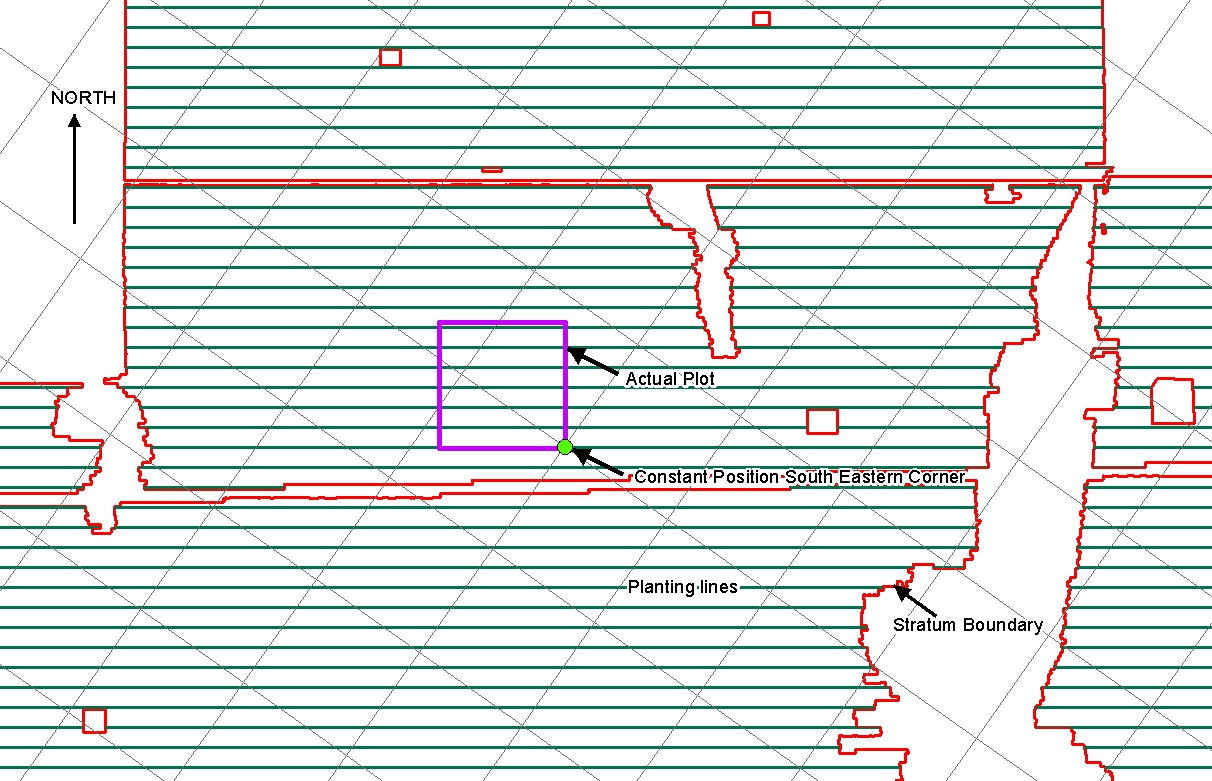 NORTH
Actual Plot
Constant Position South Eastern Corner
Planting lines
Stratum Boundary